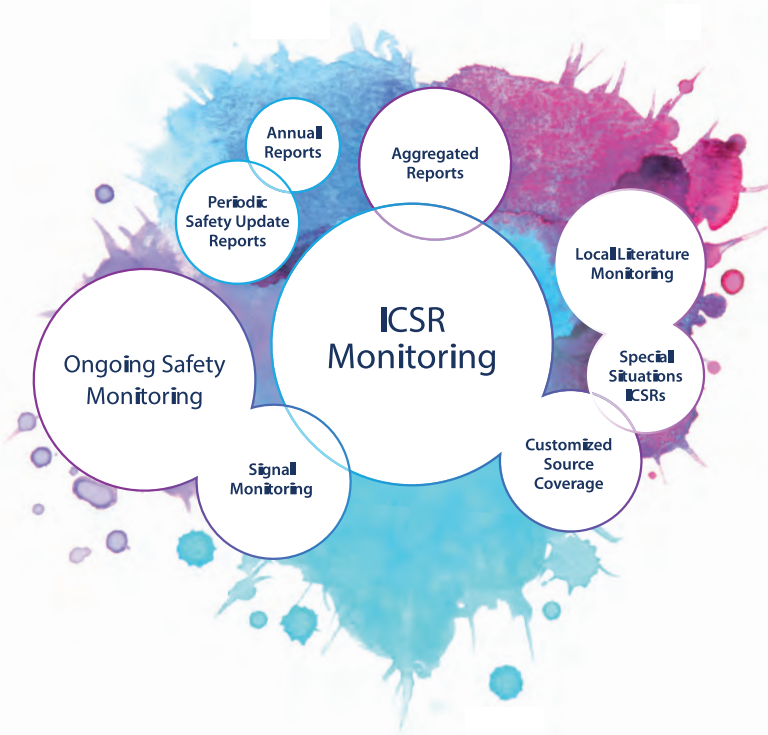 Annual
Reports
Aggregated
Reports
Periodic
Safety Update
Reports
Local Literature
Monitoring
ICSR
Monitoring
Ongoing Safety
Monitoring
Special
Situations
ICSRs
Customized
Source
Coverage
Signal
Monitoring